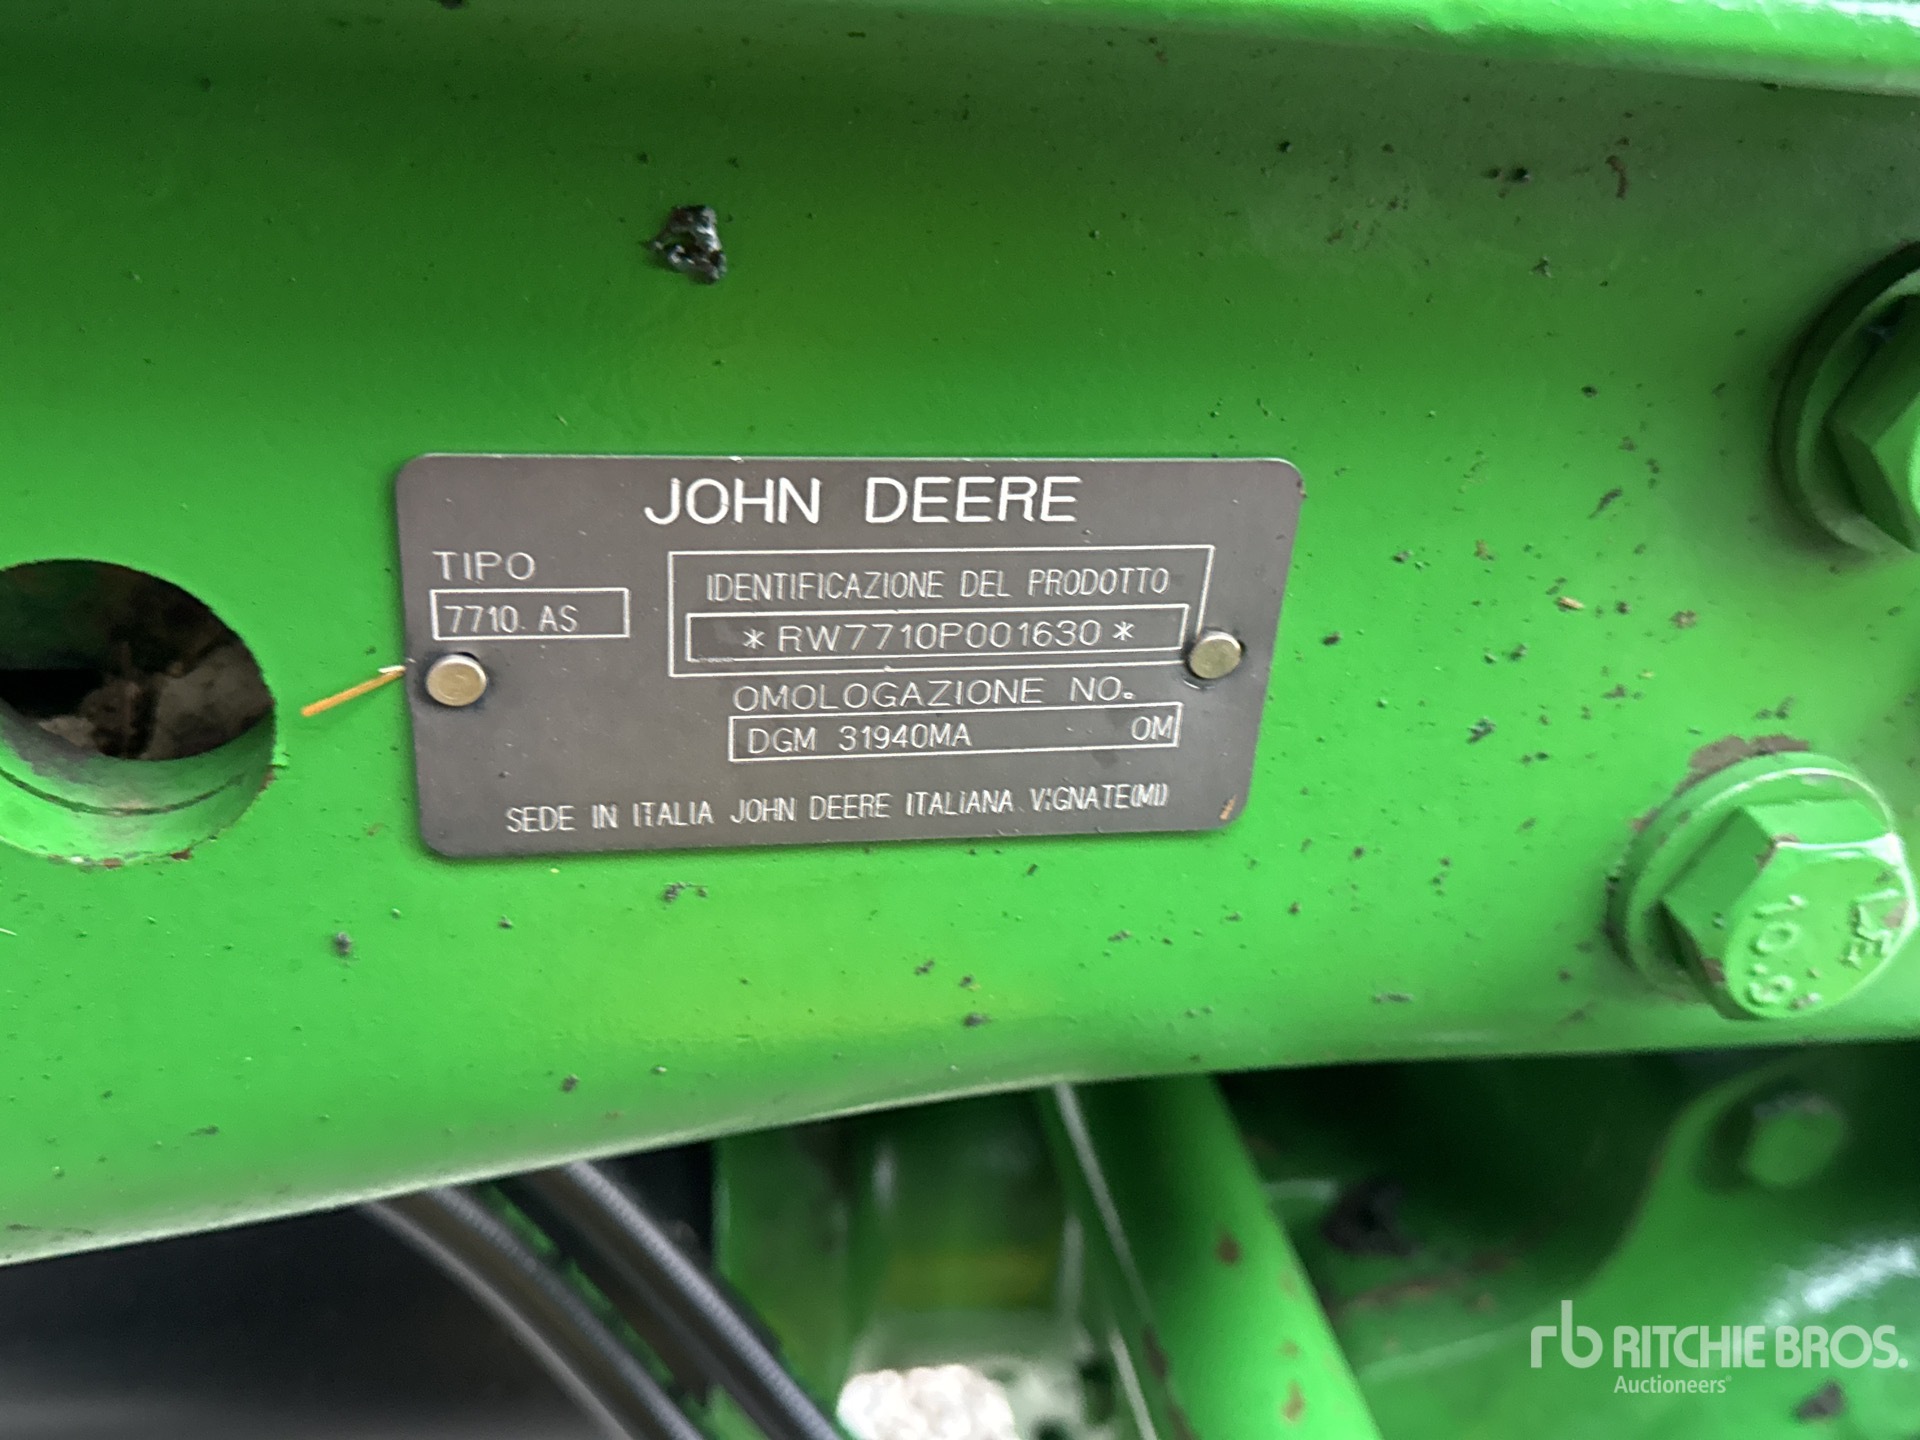 JOHN DEERE
TIPO
7710 AS
IDENTIFICAZIONE DEL PRODOTTO
*RW7710P001630*
OMOLOGAZIONE NO.
DGM 31940MA OM
SEDE IN ITALIA JOHN DEERE ITALIANA VIGNATE(MI)
10.9
rb RITCHIE BROS.
Auctioneers